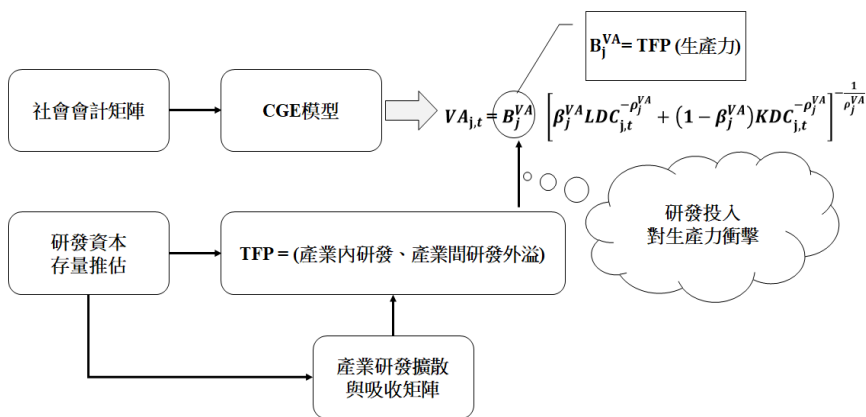 B_j^VA = TFP (生產力)
社會會計矩陣
CGE模型
VA_j,t = B_j^VA [β_j^VA LDC_j,t^{-ρ_j^VA} + (1 − β_j^VA)KDC_j,t^{-ρ_j^VA}]^{-1/ρ_j^VA}
研發投入
對生產力衝擊
研發資本
存量推估
TFP = (產業內研發、產業間研發外溢)
產業研發擴散
與吸收矩陣